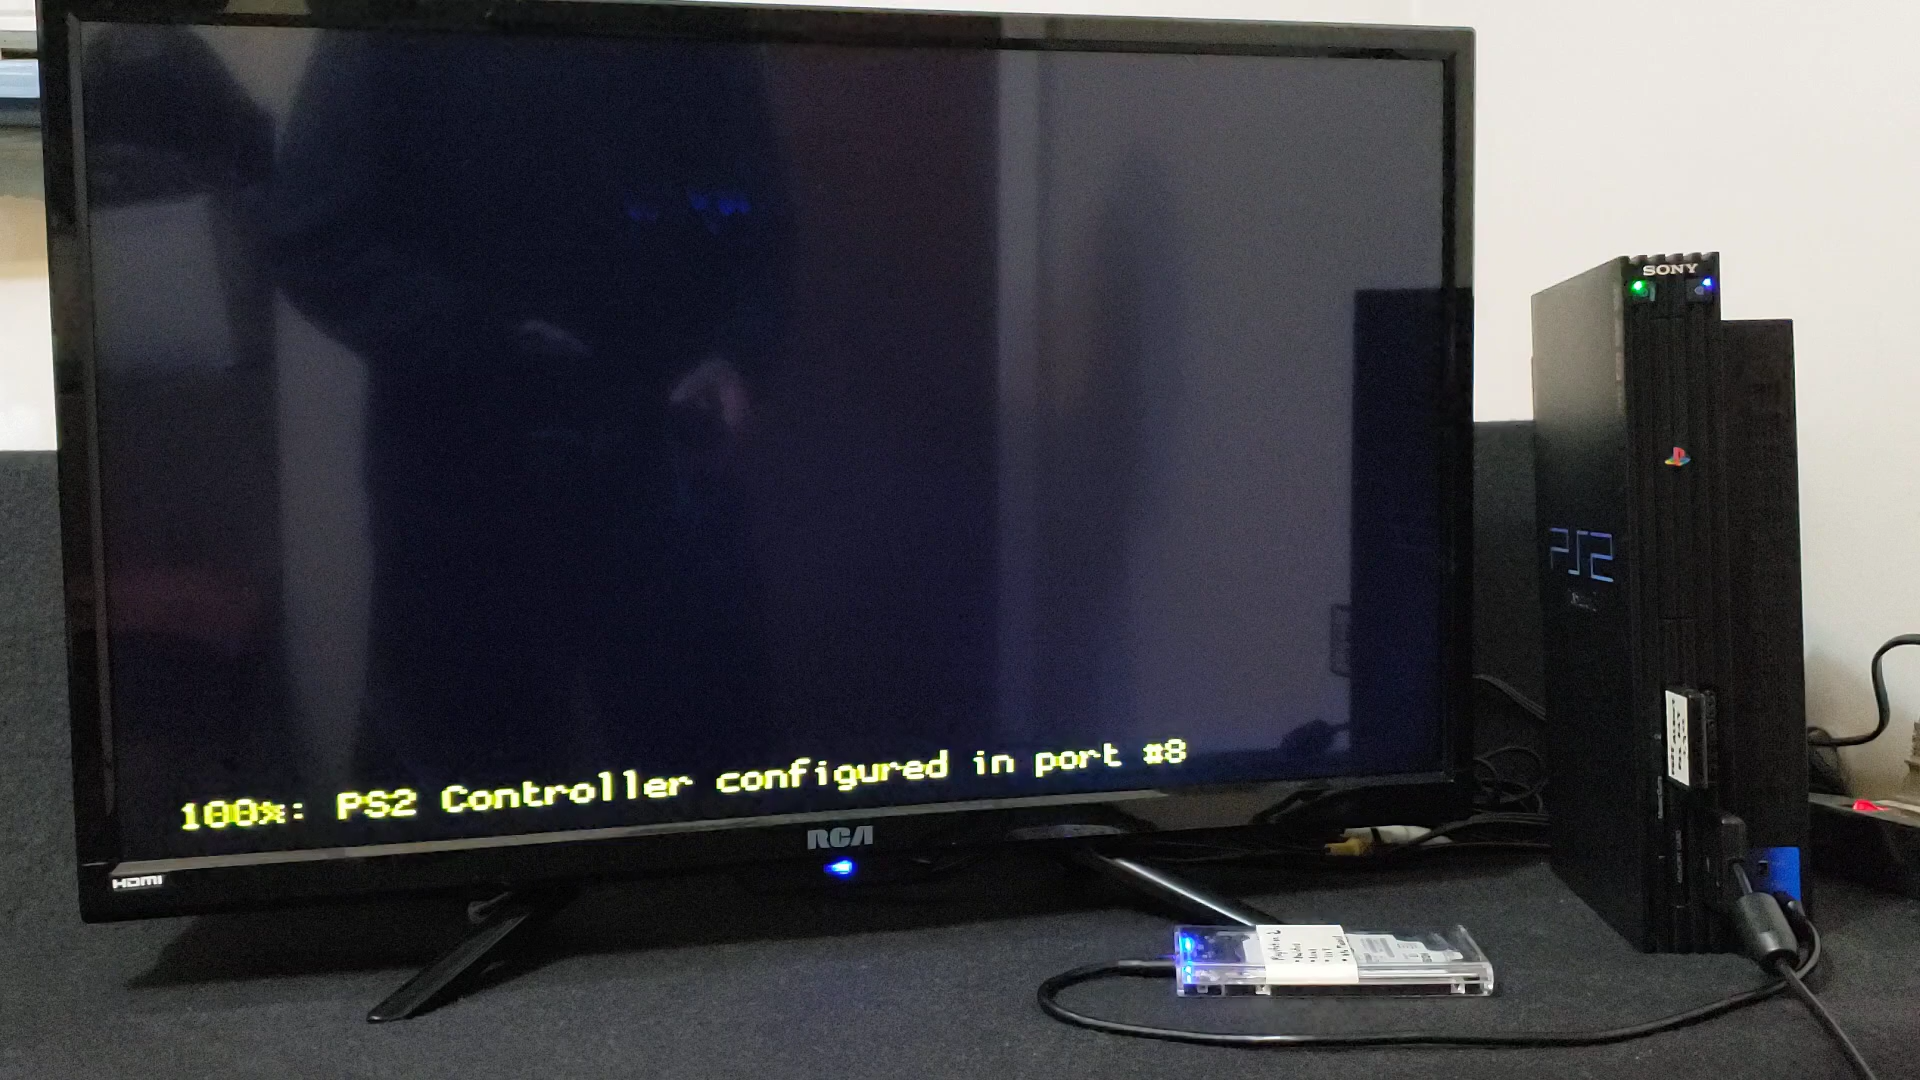 SONY
PS2
100%: PS2 Controller configured in port #8
RCA
HDMI